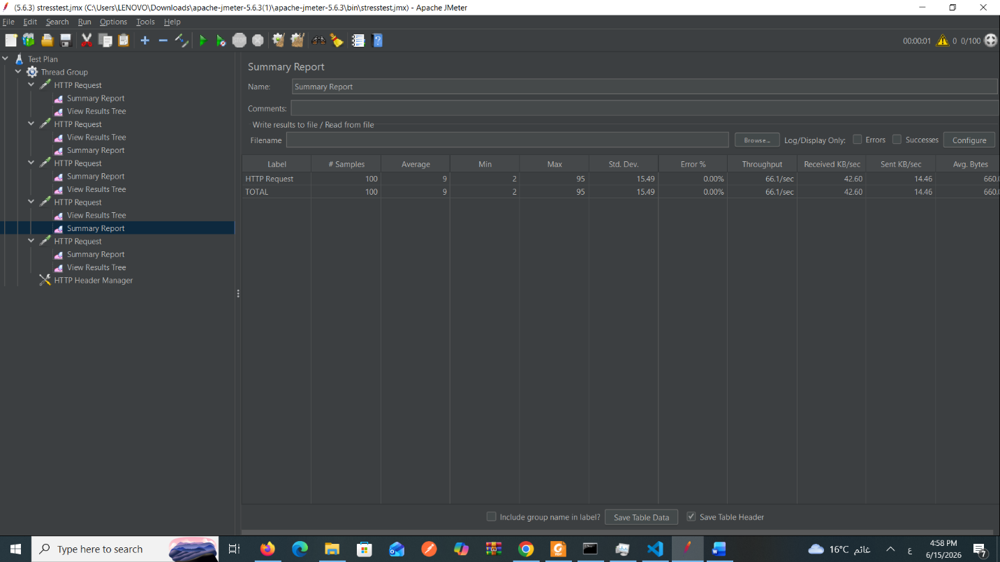 (5.6.3) stresstest.jmx (C:\Users\LENOVO\Downloads\apache-jmeter-5.6.3(1)\apache-jmeter-5.6.3\bin\stresstest.jmx) - Apache JMeter
File Edit Search Run Options Tools Help
00:00:01 0 0/100
Test Plan
Thread Group
HTTP Request
Summary Report
View Results Tree
HTTP Request
View Results Tree
Summary Report
HTTP Request
Summary Report
View Results Tree
HTTP Request
View Results Tree
Summary Report
HTTP Request
Summary Report
View Results Tree
HTTP Header Manager
Summary Report
Name: Summary Report
Comments:
Write results to file / Read from file
Filename Browse... Log/Display Only: Errors Successes Configure
Label # Samples Average Min Max Std. Dev. Error % Throughput Received KB/sec Sent KB/sec Avg. Bytes
HTTP Request 100 9 2 95 15.49 0.00% 66.1/sec 42.60 14.46 660.
TOTAL 100 9 2 95 15.49 0.00% 66.1/sec 42.60 14.46 660.
Include group name in label? Save Table Data Save Table Header
Type here to search
16°C غائم ع 4:58 PM
6/15/2026 7